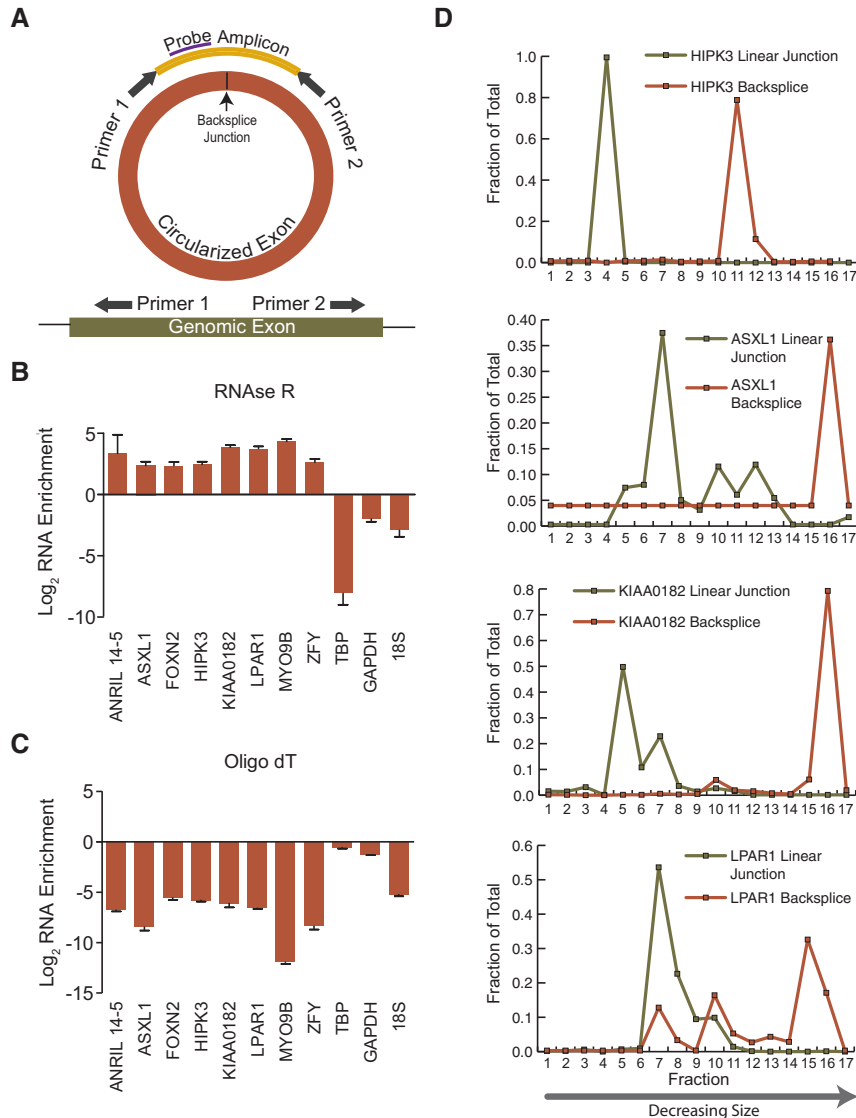 A
Probe Amplicon
Primer 1
Primer 2
Backsplice
Junction
Circularized Exon
Primer 1 Primer 2
Genomic Exon
B
RNAse R
Log2 RNA Enrichment
5
0
-5
-10
ANRIL 14-5
ASXL1
FOXN2
HIPK3
KIAA0182
LPAR1
MYO9B
ZFY
TBP
GAPDH
18S
C
Oligo dT
Log2 RNA Enrichment
0
-5
-10
-15
ANRIL 14-5
ASXL1
FOXN2
HIPK3
KIAA0182
LPAR1
MYO9B
ZFY
TBP
GAPDH
18S
D
HIPK3 Linear Junction
HIPK3 Backsplice
Fraction of Total
1.0
0.8
0.6
0.4
0.2
0.0
1 2 3 4 5 6 7 8 9 10 11 12 13 14 15 16 17
ASXL1 Linear
Junction
ASXL1
Backsplice
Fraction of Total
0.40
0.35
0.30
0.25
0.20
0.15
0.10
0.05
0.00
1 2 3 4 5 6 7 8 9 10 11 12 13 14 15 16 17
KIAA0182 Linear Junction
KIAA0182 Backsplice
Fraction of Total
0.8
0.7
0.6
0.5
0.4
0.3
0.2
0.1
0.0
1 2 3 4 5 6 7 8 9 10 11 12 13 14 15 16 17
LPAR1 Linear
Junction
LPAR1 Backsplice
Fraction of Total
0.6
0.5
0.4
0.3
0.2
0.1
0.0
1 2 3 4 5 6 7 8 9 10 11 12 13 14 15 16 17
Fraction
Decreasing Size